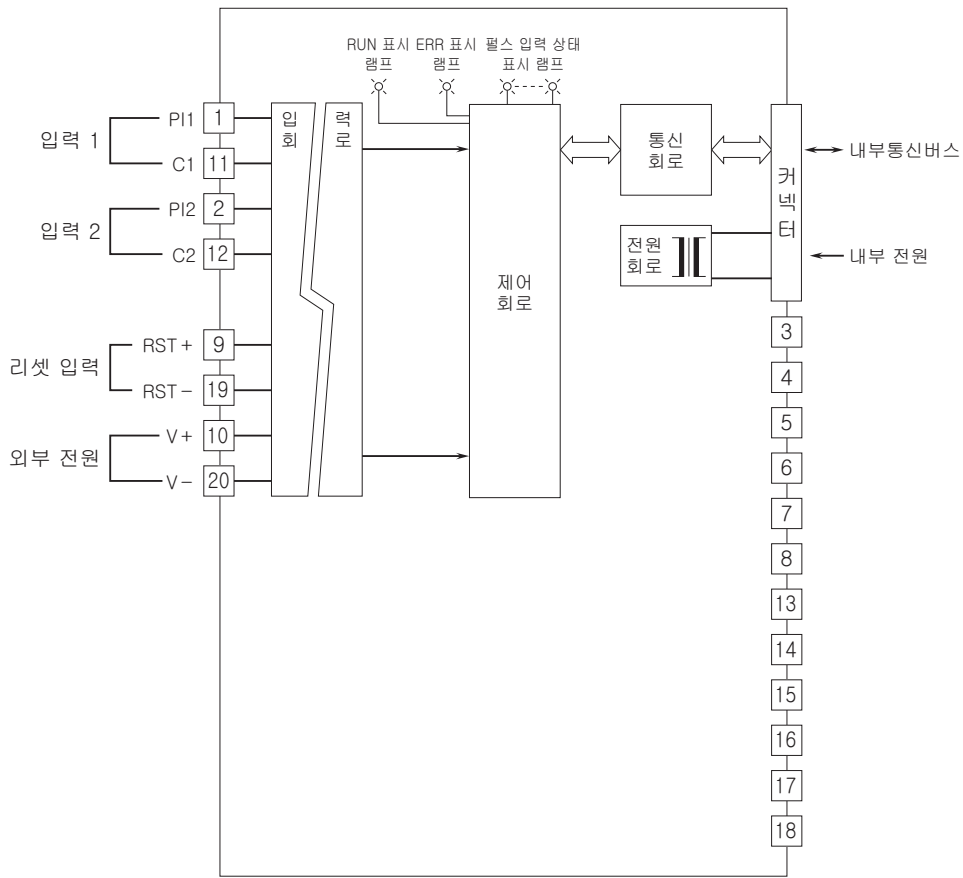 RUN 표시 ERR 표시 펄스 입력 상태
램프 램프 표시 램프
입력 1
PI1 1
C1 11
입력 2
PI2 2
C2 12
리셋 입력
RST+ 9
RST− 19
외부 전원
V+ 10
V− 20
입 력
회 로
제어
회로
통신
회로
전원
회로
커
넥
터
내부통신버스
내부 전원
3
4
5
6
7
8
13
14
15
16
17
18